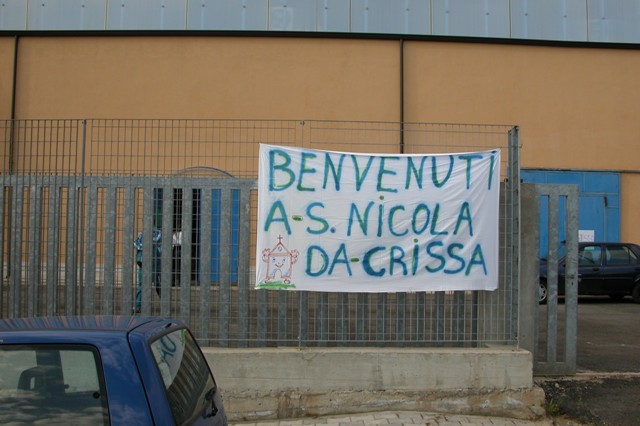 BENVENUTI
A-S. NICOLA
DA-CRISSA